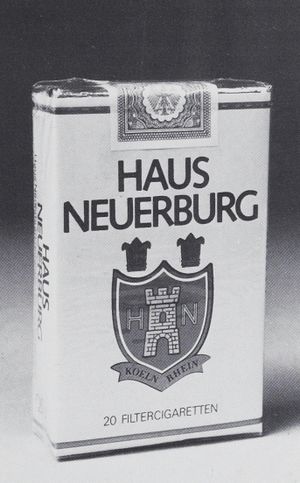 HAUS
NEUERBURG
H N
KOELN RHEIN
20 FILTERCIGARETTEN
HAUS
NEUERBURG